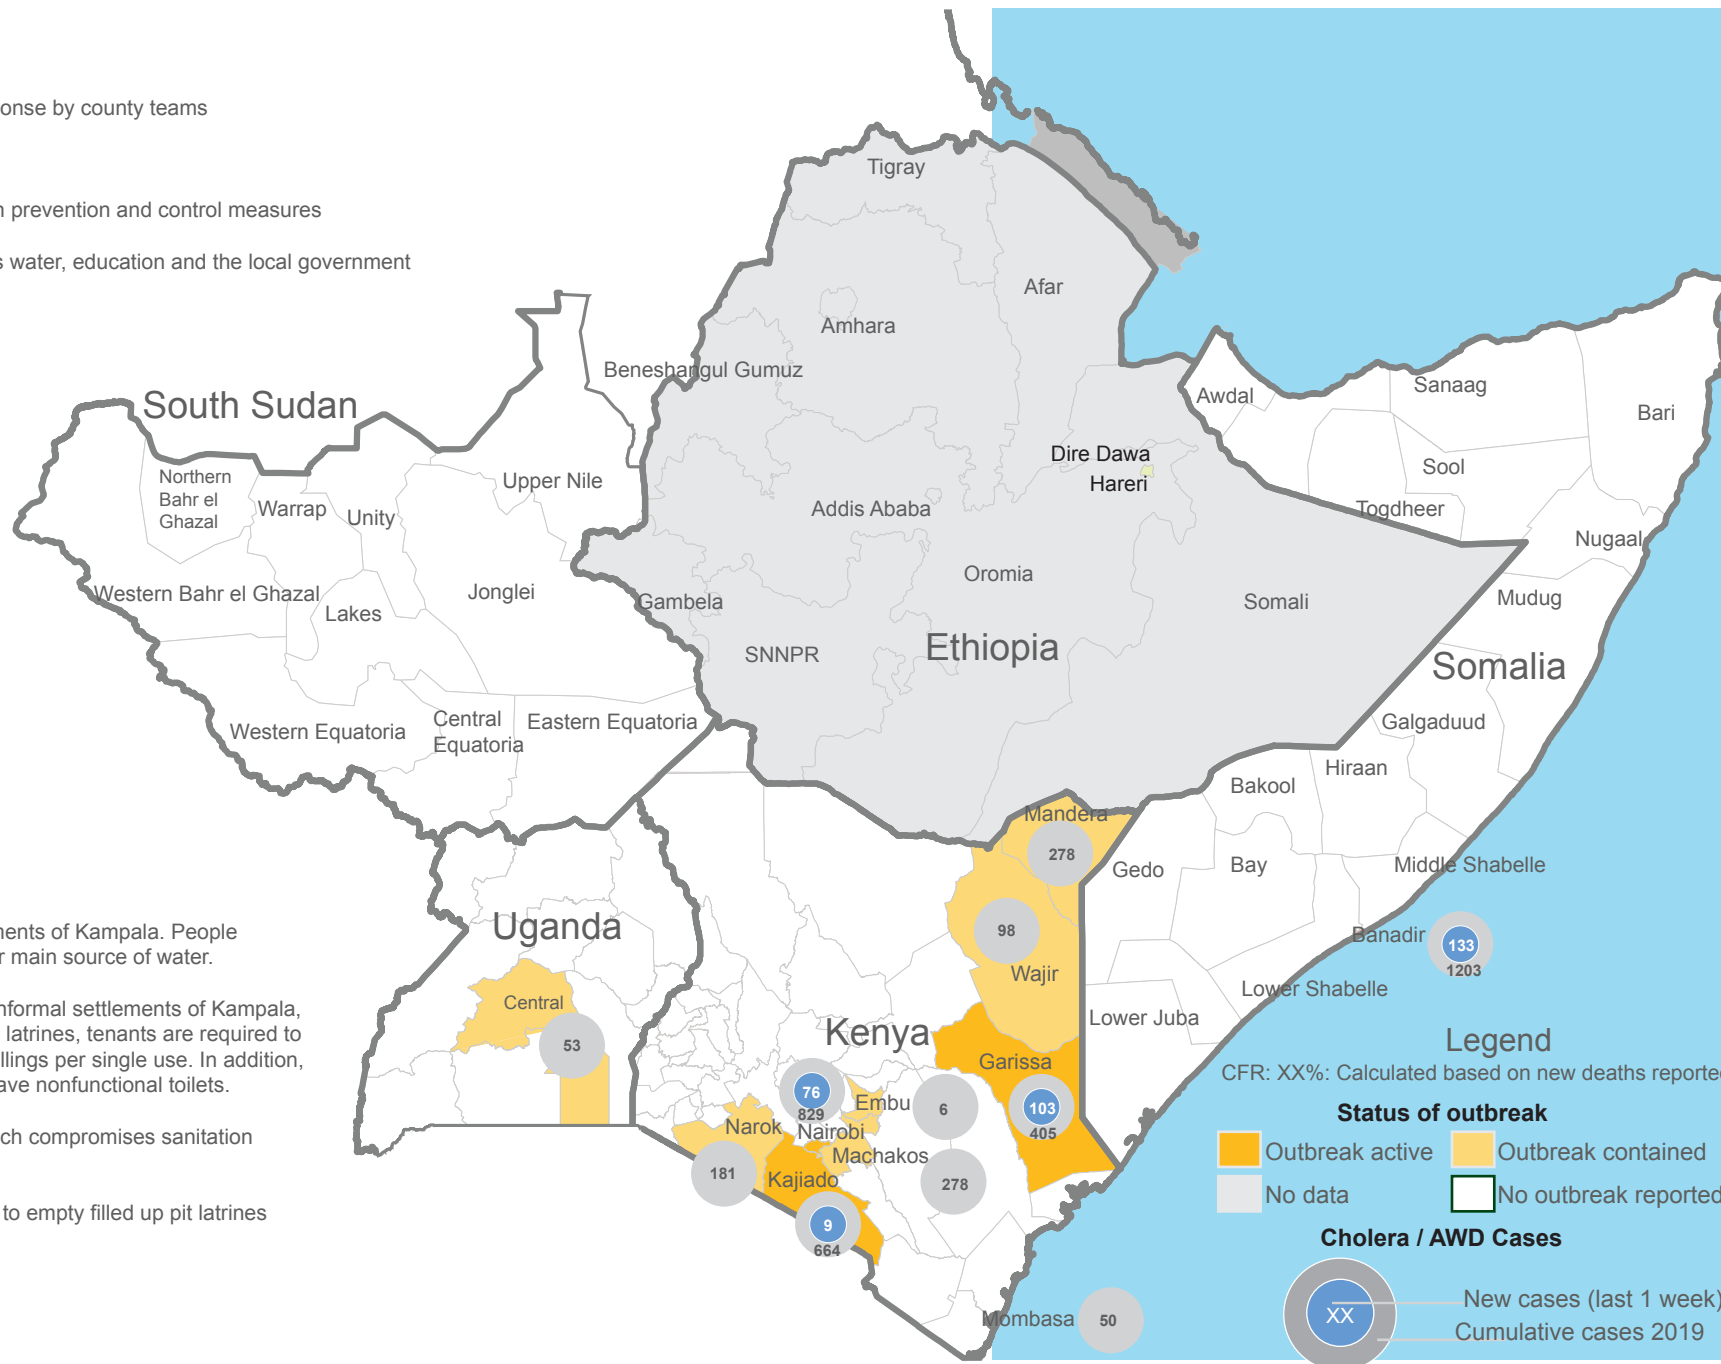 onse by county teams
n prevention and control measures
s water, education and the local government
Tigray
Afar
Amhara
Beneshangul Gumuz
South Sudan
Awdal
Sanaag
Bari
Northern
Bahr el
Ghazal
Warrap
Unity
Upper Nile
Dire Dawa
Hareri
Sool
Togdheer
Addis Ababa
Nugaal
Western Bahr el Ghazal
Lakes
Jonglei
Gambela
Oromia
Somali
Mudug
SNNPR
Ethiopia
Somalia
Western Equatoria
Central
Equatoria
Eastern Equatoria
Galgaduud
Hiraan
Bakool
Mandera
278
Gedo
Bay
Middle Shabelle
Uganda
98
Wajir
Banadir
133
1203
nents of Kampala. People
r main source of water.
Central
53
nformal settlements of Kampala,
latrines, tenants are required to
llings per single use. In addition,
ave nonfunctional toilets.
Lower Shabelle
Lower Juba
Kenya
Garissa
103
405
76
829
Embu
6
Narok
Nairobi
Machakos
181
Kajiado
278
9
664
ch compromises sanitation
to empty filled up pit latrines
Mombasa
50
Legend
CFR: XX%: Calculated based on new deaths reported
Status of outbreak
Outbreak active
Outbreak contained
No data
No outbreak reported
Cholera / AWD Cases
XX
New cases (last 1 week)
Cumulative cases 2019